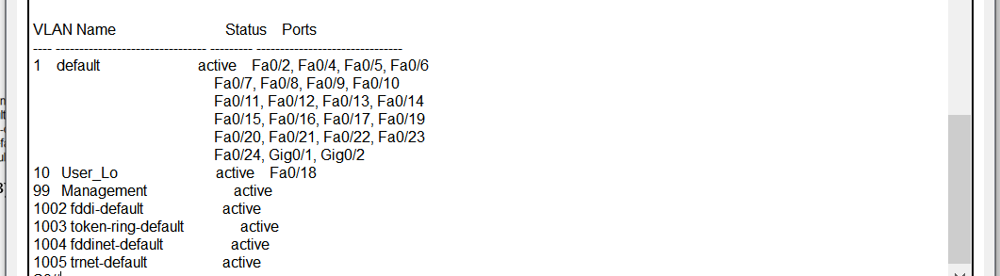 VLAN Name Status Ports
---- -------------------------------- --------- -------------------------------
1 default active Fa0/2, Fa0/4, Fa0/5, Fa0/6
Fa0/7, Fa0/8, Fa0/9, Fa0/10
Fa0/11, Fa0/12, Fa0/13, Fa0/14
Fa0/15, Fa0/16, Fa0/17, Fa0/19
Fa0/20, Fa0/21, Fa0/22, Fa0/23
Fa0/24, Gig0/1, Gig0/2
10 User_Lo active Fa0/18
99 Management active
1002 fddi-default active
1003 token-ring-default active
1004 fddinet-default active
1005 trnet-default active